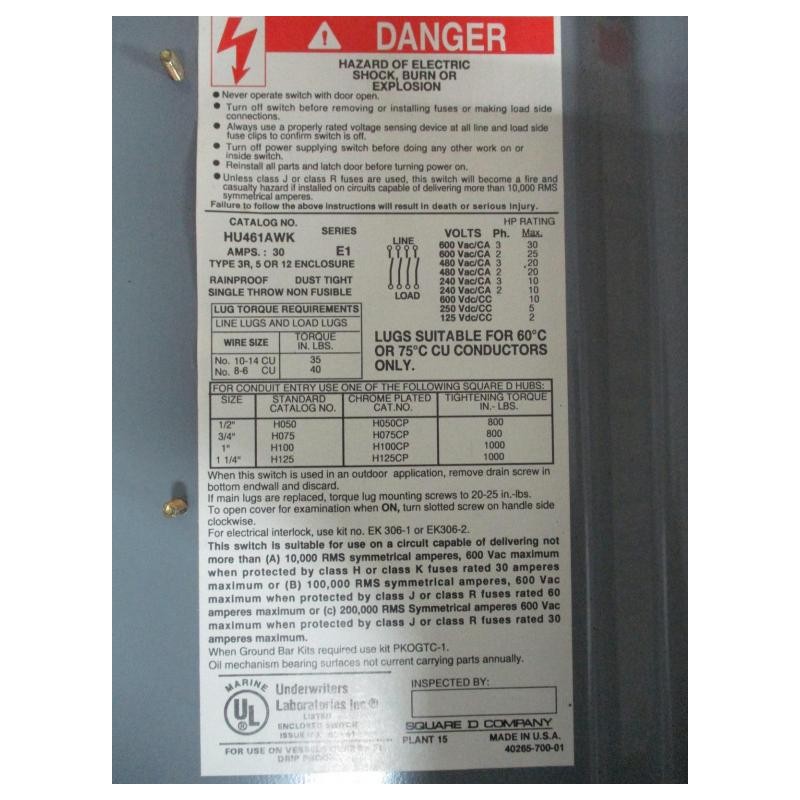 DANGER
HAZARD OF ELECTRIC
SHOCK, BURN OR
EXPLOSION
● Never operate switch with door open.
● Turn off switch before removing or installing fuses or making load side
connections.
● Always use a properly rated voltage sensing device at all line and load side
fuse clips to confirm switch is off.
● Turn off power supplying switch before doing any other work on or
inside switch.
● Reinstall all parts and latch door before turning power on.
● Unless class J or class R fuses are used, this switch will become a fire and
casualty hazard if installed on circuits capable of delivering more than 10,000 RMS
symmetrical amperes.
Failure to follow the above instructions will result in death or serious injury.
CATALOG NO. SERIES
HU461AWK
AMPS.: 30 E1
TYPE 3R, 5 OR 12 ENCLOSURE
RAINPROOF DUST TIGHT
SINGLE THROW NON FUSIBLE
LINE
LOAD
HP RATING
VOLTS Ph. Max.
600 Vac/CA 3 30
600 Vac/CA 2 25
480 Vac/CA 3 20
480 Vac/CA 2 20
240 Vac/CA 3 10
240 Vac/CA 2 10
600 Vdc/CC 10
250 Vdc/CC 5
125 Vdc/CC 2
LUG TORQUE REQUIREMENTS
LINE LUGS AND LOAD LUGS
WIRE SIZE TORQUE IN. LBS.
No. 10-14 CU 35
No. 8-6 CU 40
LUGS SUITABLE FOR 60°C
OR 75°C CU CONDUCTORS
ONLY.
FOR CONDUIT ENTRY USE ONE OF THE FOLLOWING SQUARE D HUBS:
SIZE STANDARD CHROME PLATED TIGHTENING TORQUE
CATALOG NO. CAT.NO. IN.- LBS.
1/2" H050 H050CP 800
3/4" H075 H075CP 800
1" H100 H100CP 1000
1 1/4" H125 H125CP 1000
When this switch is used in an outdoor application, remove drain screw in
bottom endwall and discard.
If main lugs are replaced, torque lug mounting screws to 20-25 in.-lbs.
To open cover for examination when ON, turn slotted screw on handle side
clockwise.
For electrical interlock, use kit no. EK 306-1 or EK306-2.
This switch is suitable for use on a circuit capable of delivering not
more than (A) 10,000 RMS symmetrical amperes, 600 Vac maximum
when protected by class H or class K fuses rated 30 amperes
maximum or (B) 100,000 RMS symmetrical amperes, 600 Vac
maximum when protected by class J or class R fuses rated 60
amperes maximum or (c) 200,000 RMS Symmetrical amperes 600 Vac
maximum when protected by class J or class R fuses rated 30
amperes maximum.
When Ground Bar Kits required use kit PKOGTC-1.
Oil mechanism bearing surfaces not current carrying parts annually.
MARINE
UL
Underwriters
Laboratories Inc.®
LISTED
ENCLOSED SWITCH
FOR USE ON
INSPECTED BY:
SQUARE D COMPANY
PLANT 15 MADE IN U.S.A.
40265-700-01